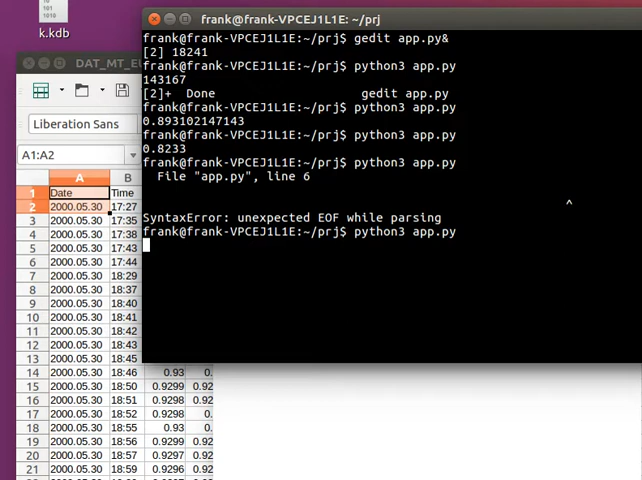 10
1010
k.kdb
frank@frank-VPCEJ1L1E: ~/prj
frank@frank-VPCEJ1L1E:~/prj$ gedit app.py&
[2] 18241
frank@frank-VPCEJ1L1E:~/prj$ python3 app.py
143167
[2]+  Done                    gedit app.py
frank@frank-VPCEJ1L1E:~/prj$ python3 app.py
0.893102147143
frank@frank-VPCEJ1L1E:~/prj$ python3 app.py
0.8233
frank@frank-VPCEJ1L1E:~/prj$ python3 app.py
  File "app.py", line 6
^
SyntaxError: unexpected EOF while parsing
frank@frank-VPCEJ1L1E:~/prj$ python3 app.py
DAT_MT_EU
Liberation Sans
A1:A2
A B
1 Date Time
2 2000.05.30 17:27
3 2000.05.30 17:35
4 2000.05.30 17:38
5 2000.05.30 17:43
6 2000.05.30 17:44
7 2000.05.30 18:29
8 2000.05.30 18:37
9 2000.05.30 18:40
10 2000.05.30 18:41
11 2000.05.30 18:42
12 2000.05.30 18:43
13 2000.05.30 18:45
14 2000.05.30 18:46 0.93 0.
15 2000.05.30 18:50 0.9299 0.92
16 2000.05.30 18:51 0.9298 0.92
17 2000.05.30 18:52 0.9298 0.
18 2000.05.30 18:55 0.93 0.
19 2000.05.30 18:56 0.9299 0.92
20 2000.05.30 18:57 0.9297 0.92
21 2000.05.30 18:59 0.9296 0.92